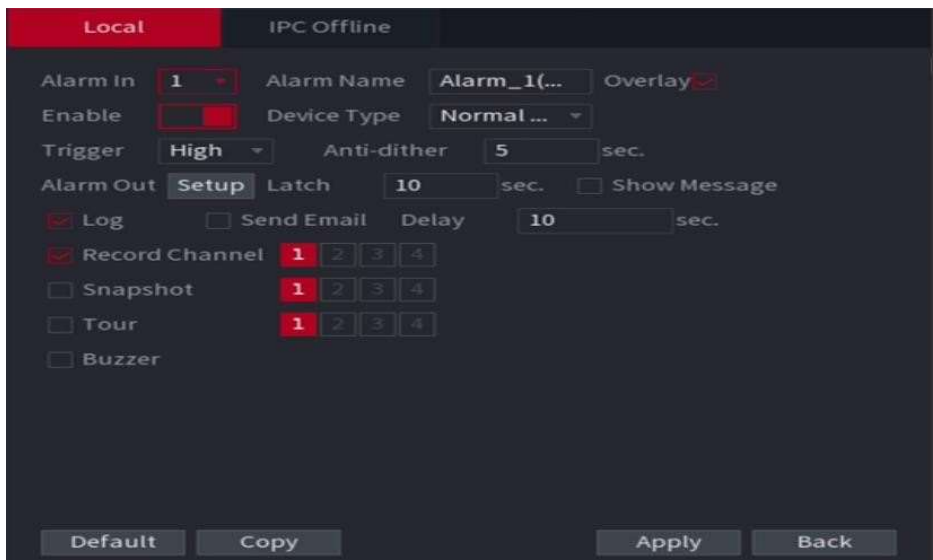 Local IPC Offline
Alarm In 1 Alarm Name Alarm_1(... Overlay
Enable Device Type Normal ...
Trigger High Anti-dither 5 sec.
Alarm Out Setup Latch 10 sec. Show Message
Log Send Email Delay 10 sec.
Record Channel 1 2 3 4
Snapshot 1 2 3 4
Tour 1 2 3 4
Buzzer
Default Copy Apply Back